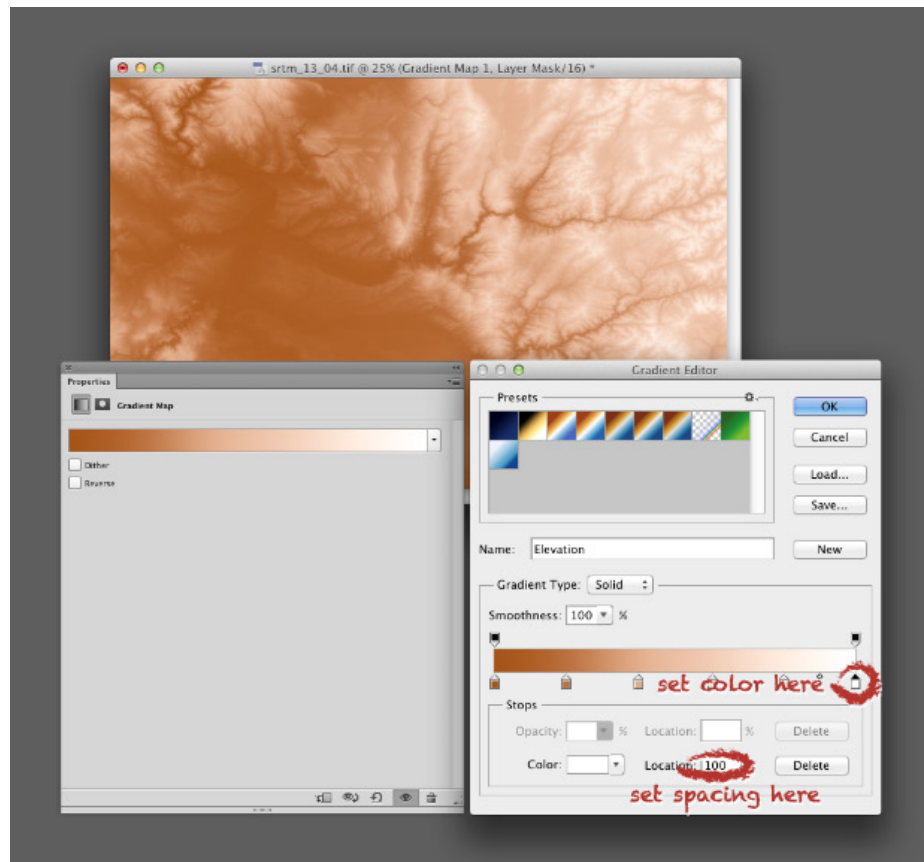 srtm_13_04.tif @ 25% (Gradient Map 1, Layer Mask/16) *
Properties
Gradient Map
Dither
Reverse
Gradient Editor
Presets
OK
Cancel
Load...
Save...
Name: Elevation
New
Gradient Type: Solid
Smoothness: 100 %
set color here
Stops
Opacity: % Location: % Delete
Color: Location: 100 Delete
set spacing here